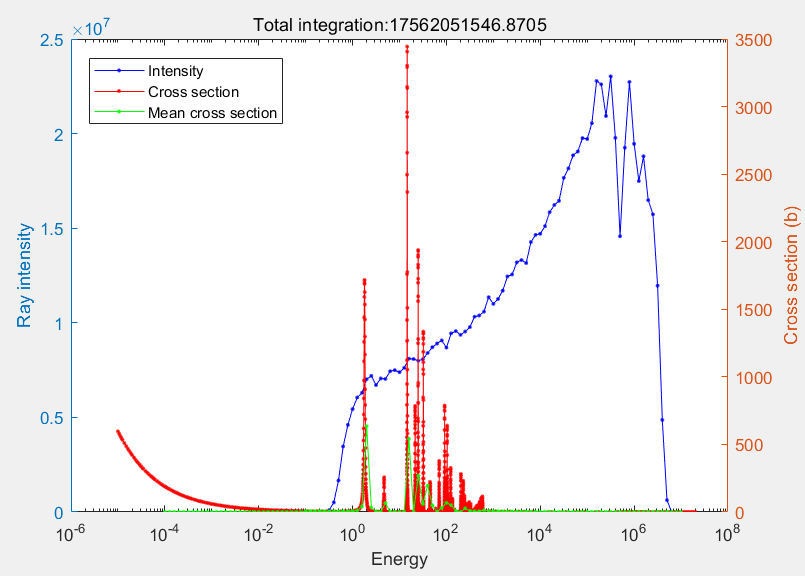 Total integration:17562051546.8705
×10^7
Intensity
Cross section
Mean cross section
2.5
2
1.5
1
0.5
0
Ray intensity
3500
3000
2500
2000
1500
1000
500
0
Cross section (b)
10^-6 10^-4 10^-2 10^0 10^2 10^4 10^6 10^8
Energy